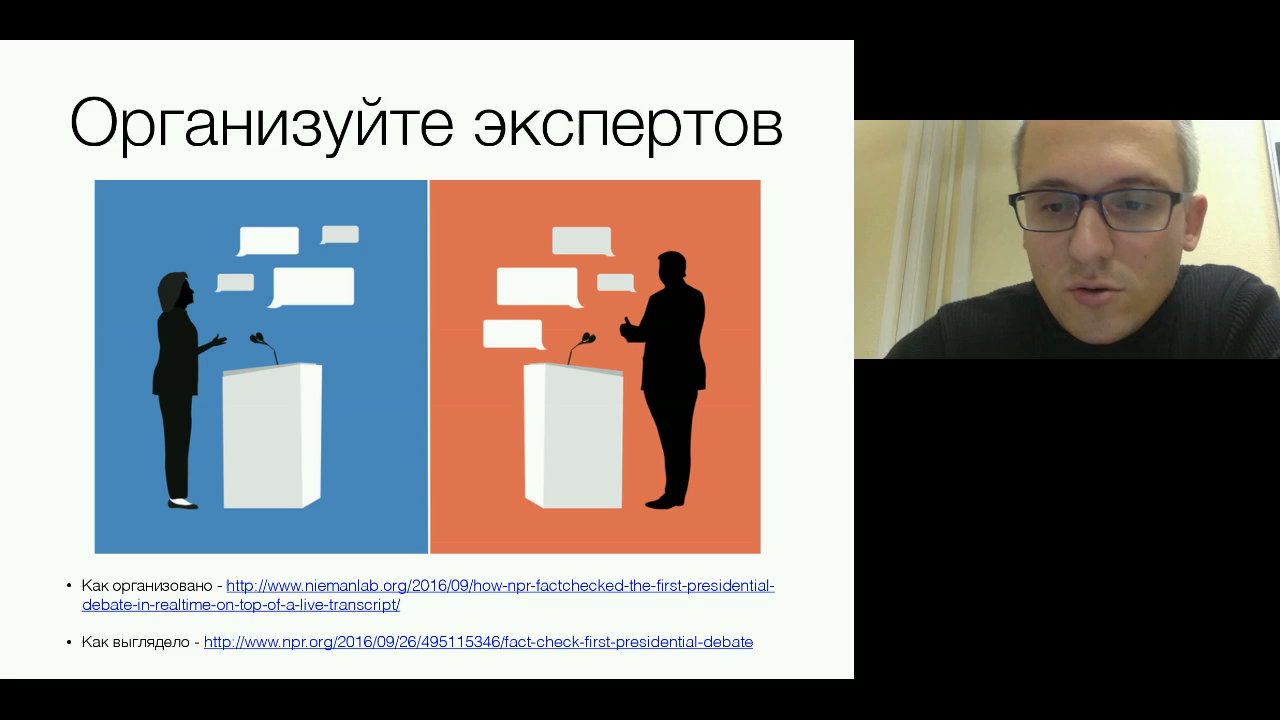 Организуйте экспертов
• Как организовано - http://www.niemanlab.org/2016/09/how-npr-factchecked-the-first-presidential-
debate-in-realtime-on-top-of-a-live-transcript/
• Как выглядело - http://www.npr.org/2016/09/26/495115346/fact-check-first-presidential-debate